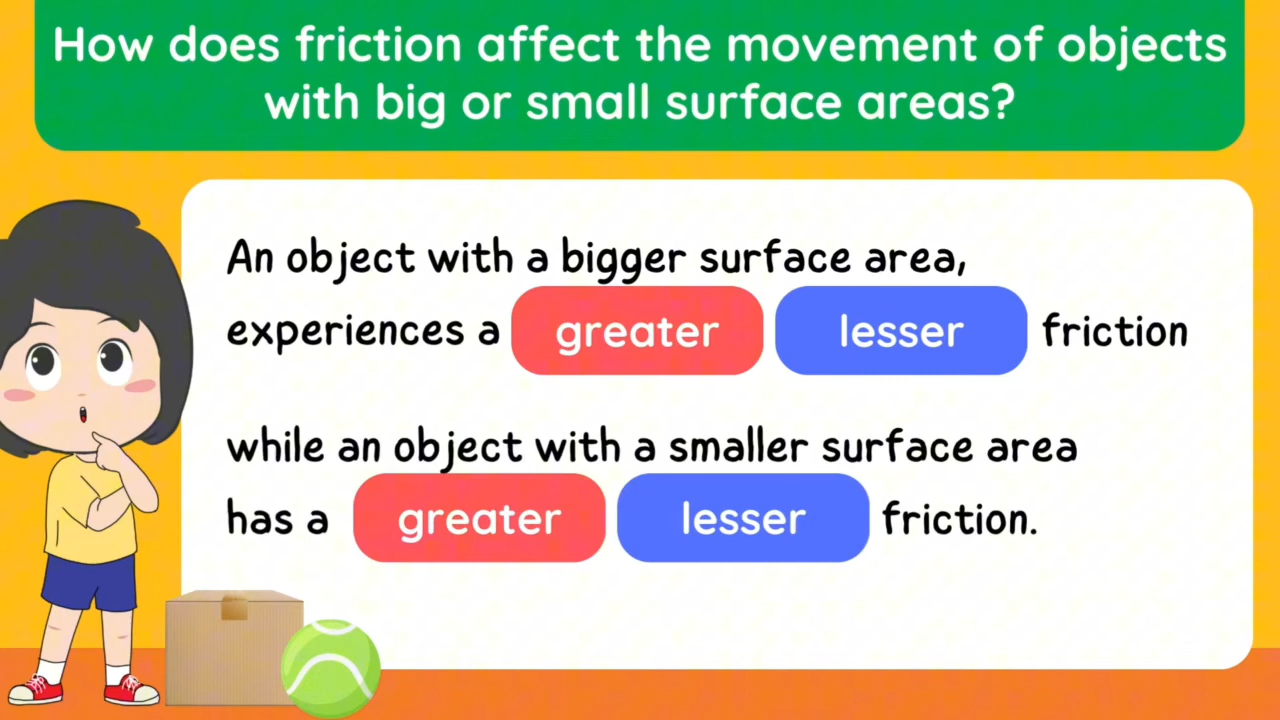 How does friction affect the movement of objects
with big or small surface areas?
An object with a bigger surface area,
experiences a greater lesser friction
while an object with a smaller surface area
has a greater lesser friction.